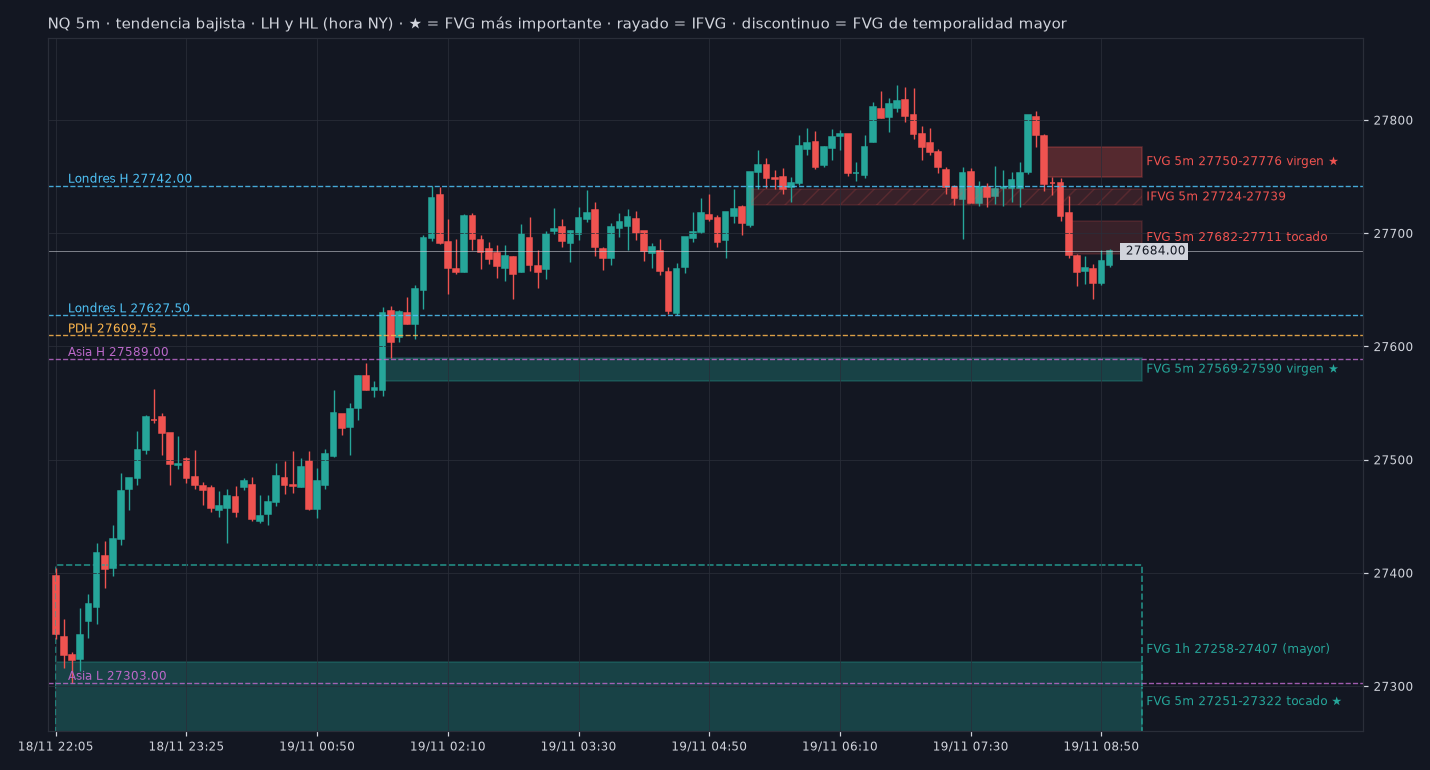 NQ 5m · tendencia bajista · LH y HL (hora NY) · ★ = FVG más importante · rayado = IFVG · discontinuo = FVG de temporalidad mayor
27800
FVG 5m 27750-27776 virgen ★
Londres H 27742.00
IFVG 5m 27724-27739
FVG 5m 27682-27711 tocado
27700
27684.00
Londres L 27627.50
PDH 27609.75
Asia H 27589.00
27600
FVG 5m 27569-27590 virgen ★
27500
27400
FVG 1h 27258-27407 (mayor)
Asia L 27303.00
27300
FVG 5m 27251-27322 tocado ★
18/11 22:05
18/11 23:25
19/11 00:50
19/11 02:10
19/11 03:30
19/11 04:50
19/11 06:10
19/11 07:30
19/11 08:50